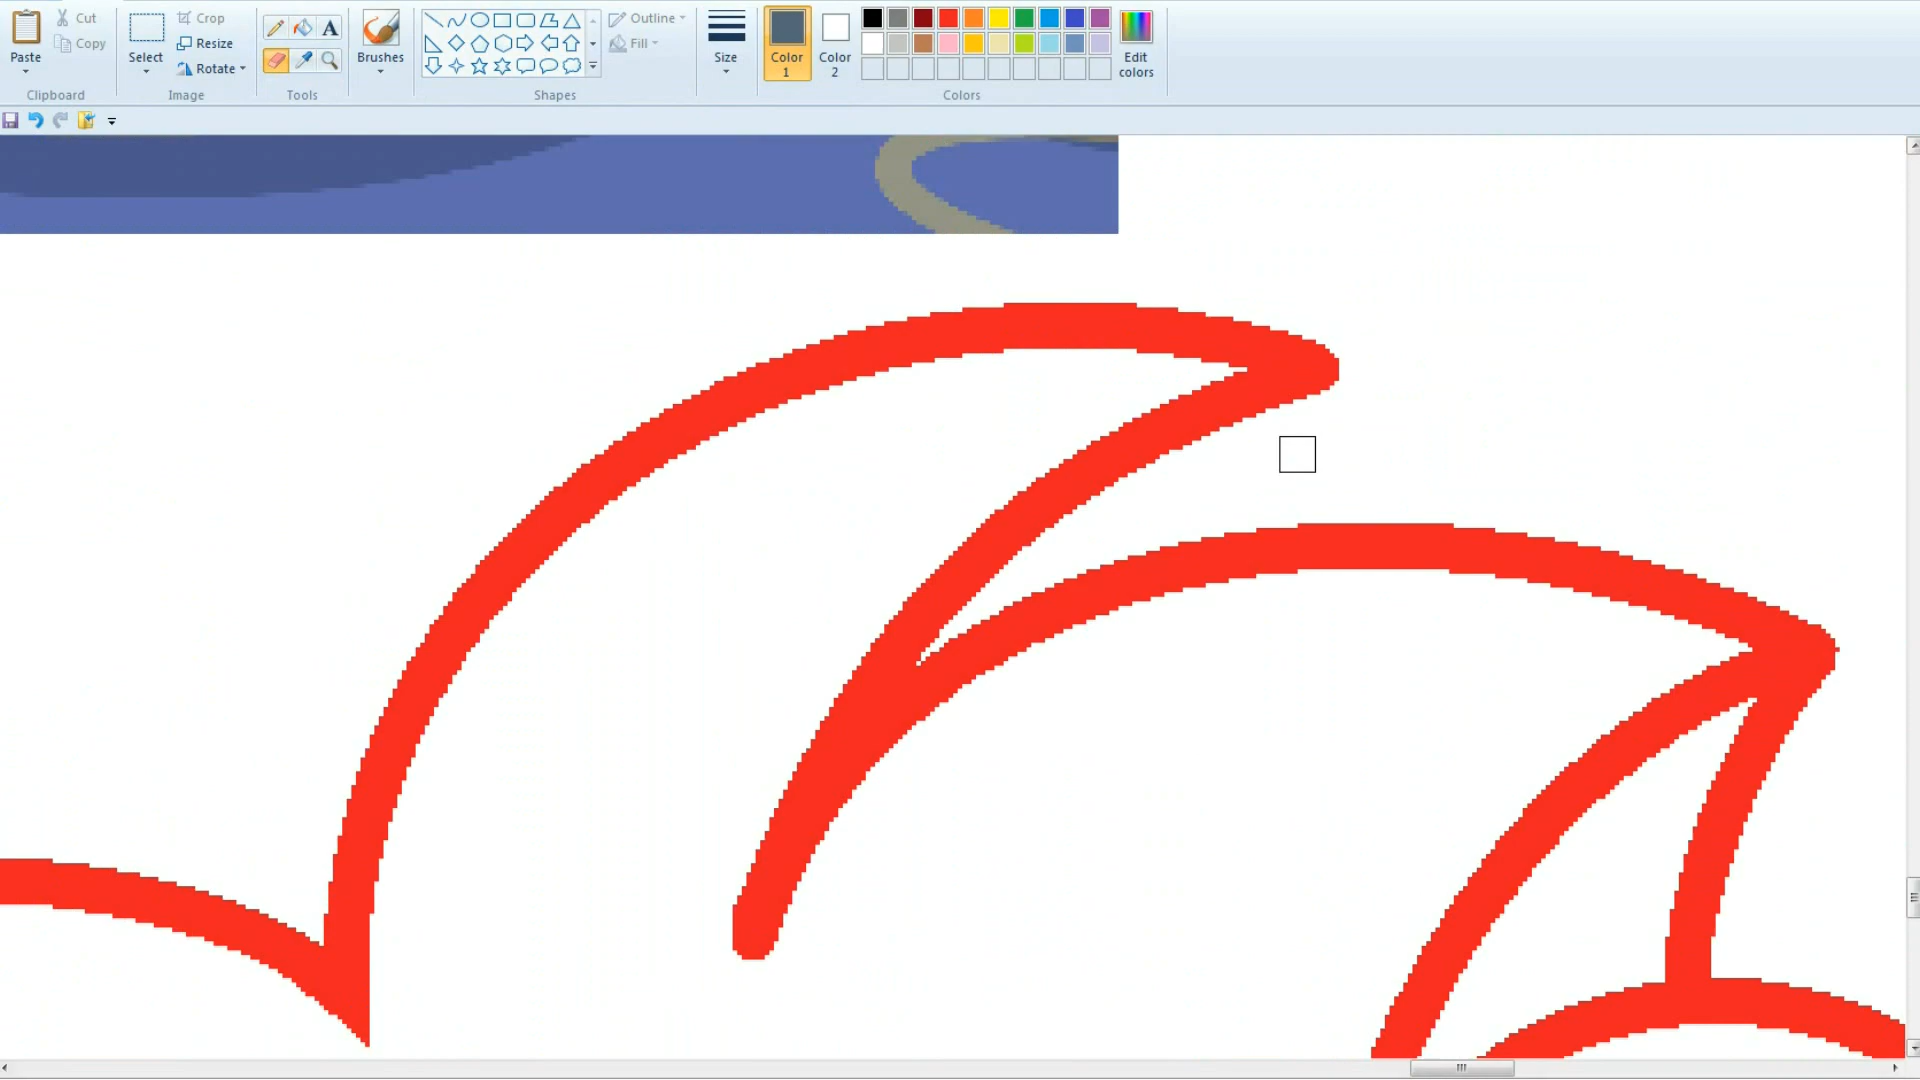 Paste
Cut
Copy
Clipboard
Select
Crop
Resize
Rotate
Image
A
Tools
Brushes
Outline
Fill
Shapes
Size
Color 1
Color 2
Edit colors
Colors